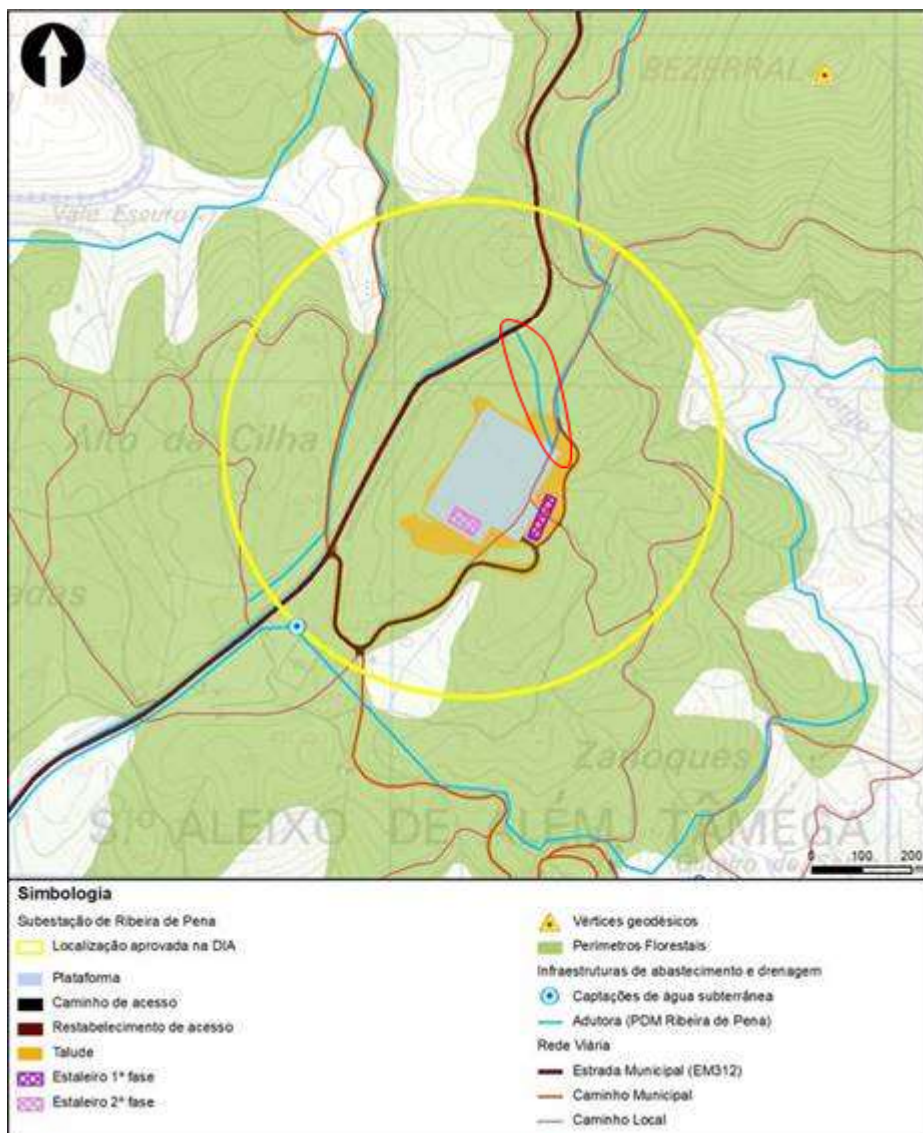 BEZERRAL
Vale Escuro
Alto da Cilha
Zanoques
STº ALEIXO DE ALÉM TÂMEGA
0 100 200
m
Simbologia
Subestação de Ribeira de Pena
Localização aprovada na DIA
Plataforma
Caminho de acesso
Restabelecimento de acesso
Talude
Estaleiro 1ª fase
Estaleiro 2ª fase
Vértices geodésicos
Perímetros Florestais
Infraestruturas de abastecimento e drenagem
Captações de água subterrânea
Adutora (PDM Ribeira de Pena)
Rede Viária
Estrada Municipal (EM312)
Caminho Municipal
Caminho Local